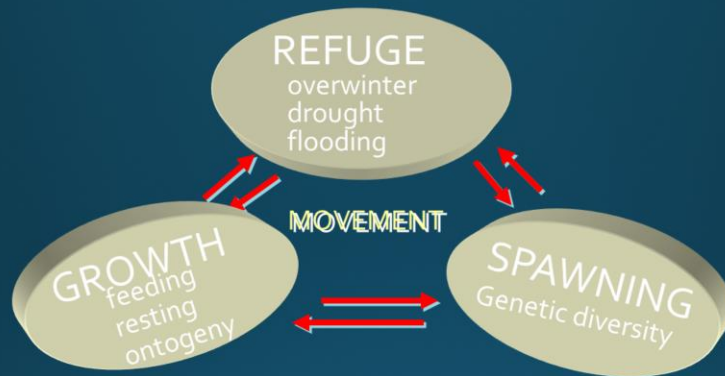 REFUGE
overwinter
drought
flooding
MOVEMENT
GROWTH
feeding
resting
ontogeny
SPAWNING
Genetic diversity